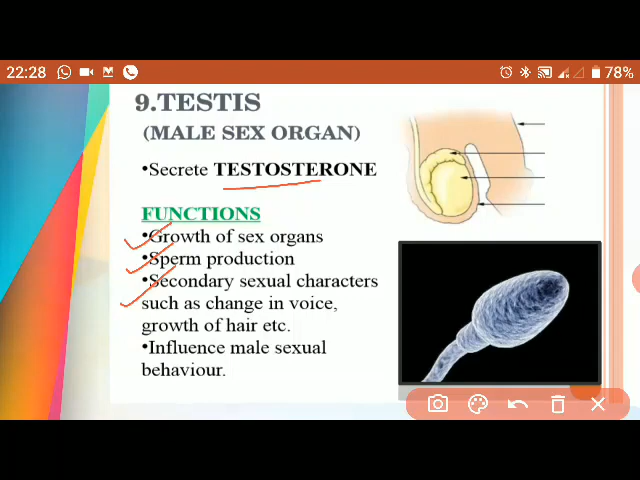 22:28
78%
9.TESTIS
(MALE SEX ORGAN)
•Secrete TESTOSTERONE
FUNCTIONS
•Growth of sex organs
•Sperm production
•Secondary sexual characters
such as change in voice,
growth of hair etc.
•Influence male sexual
behaviour.